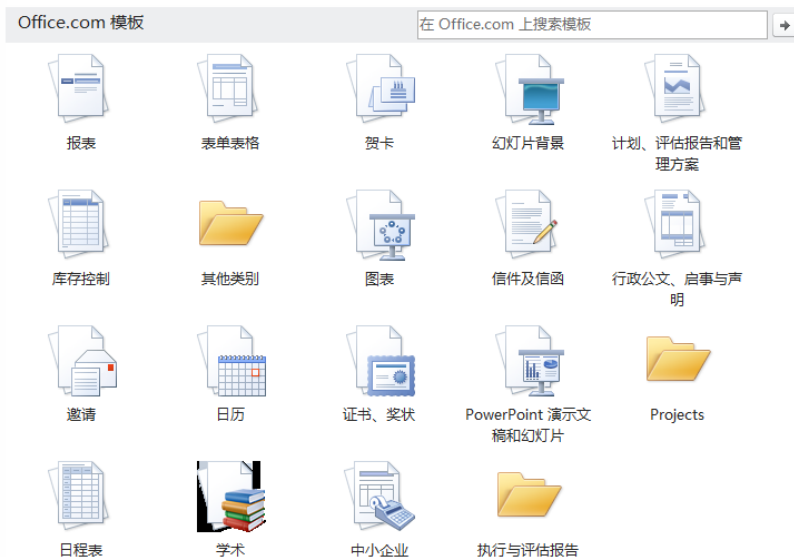 Office.com 模板
在 Office.com 上搜索模板
报表
表单表格
贺卡
幻灯片背景
计划、评估报告和管
理方案
库存控制
其他类别
图表
信件及信函
行政公文、启事与声
明
邀请
日历
证书、奖状
PowerPoint 演示文
稿和幻灯片
Projects
日程表
学术
中小企业
执行与评估报告